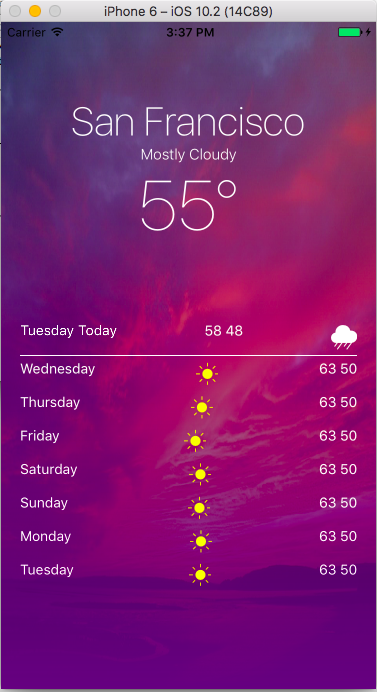 iPhone 6 – iOS 10.2 (14C89)
Carrier 3:37 PM
San Francisco
Mostly Cloudy
55°
Tuesday Today 58 48
Wednesday 63 50
Thursday 63 50
Friday 63 50
Saturday 63 50
Sunday 63 50
Monday 63 50
Tuesday 63 50